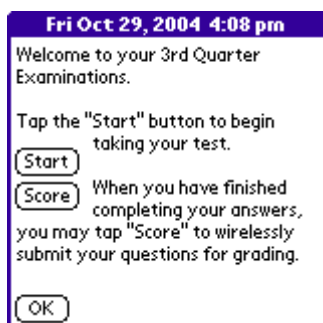 Fri Oct 29, 2004 4:08 pm
Welcome to your 3rd Quarter
Examinations.
Tap the "Start" button to begin
taking your test.
Start
Score
When you have finished
completing your answers,
you may tap "Score" to wirelessly
submit your questions for grading.
OK